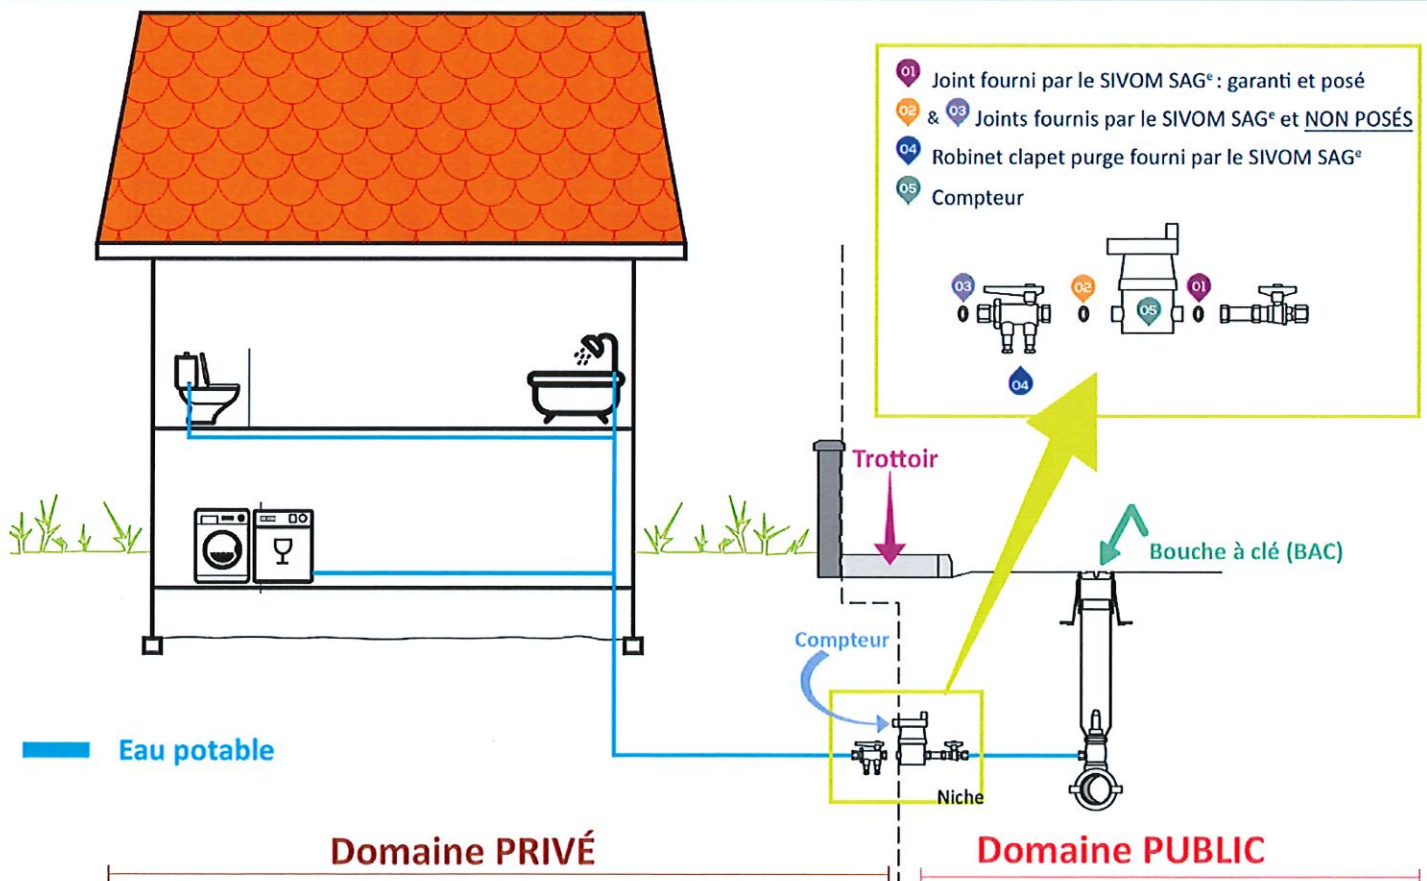 01 Joint fourni par le SIVOM SAGᵉ : garanti et posé
02 & 03 Joints fournis par le SIVOM SAGᵉ et NON POSÉS
04 Robinet clapet purge fourni par le SIVOM SAGᵉ
05 Compteur
03 02 01
05
04
Trottoir
Bouche à clé (BAC)
Compteur
Eau potable
Niche
Domaine PRIVÉ
Domaine PUBLIC